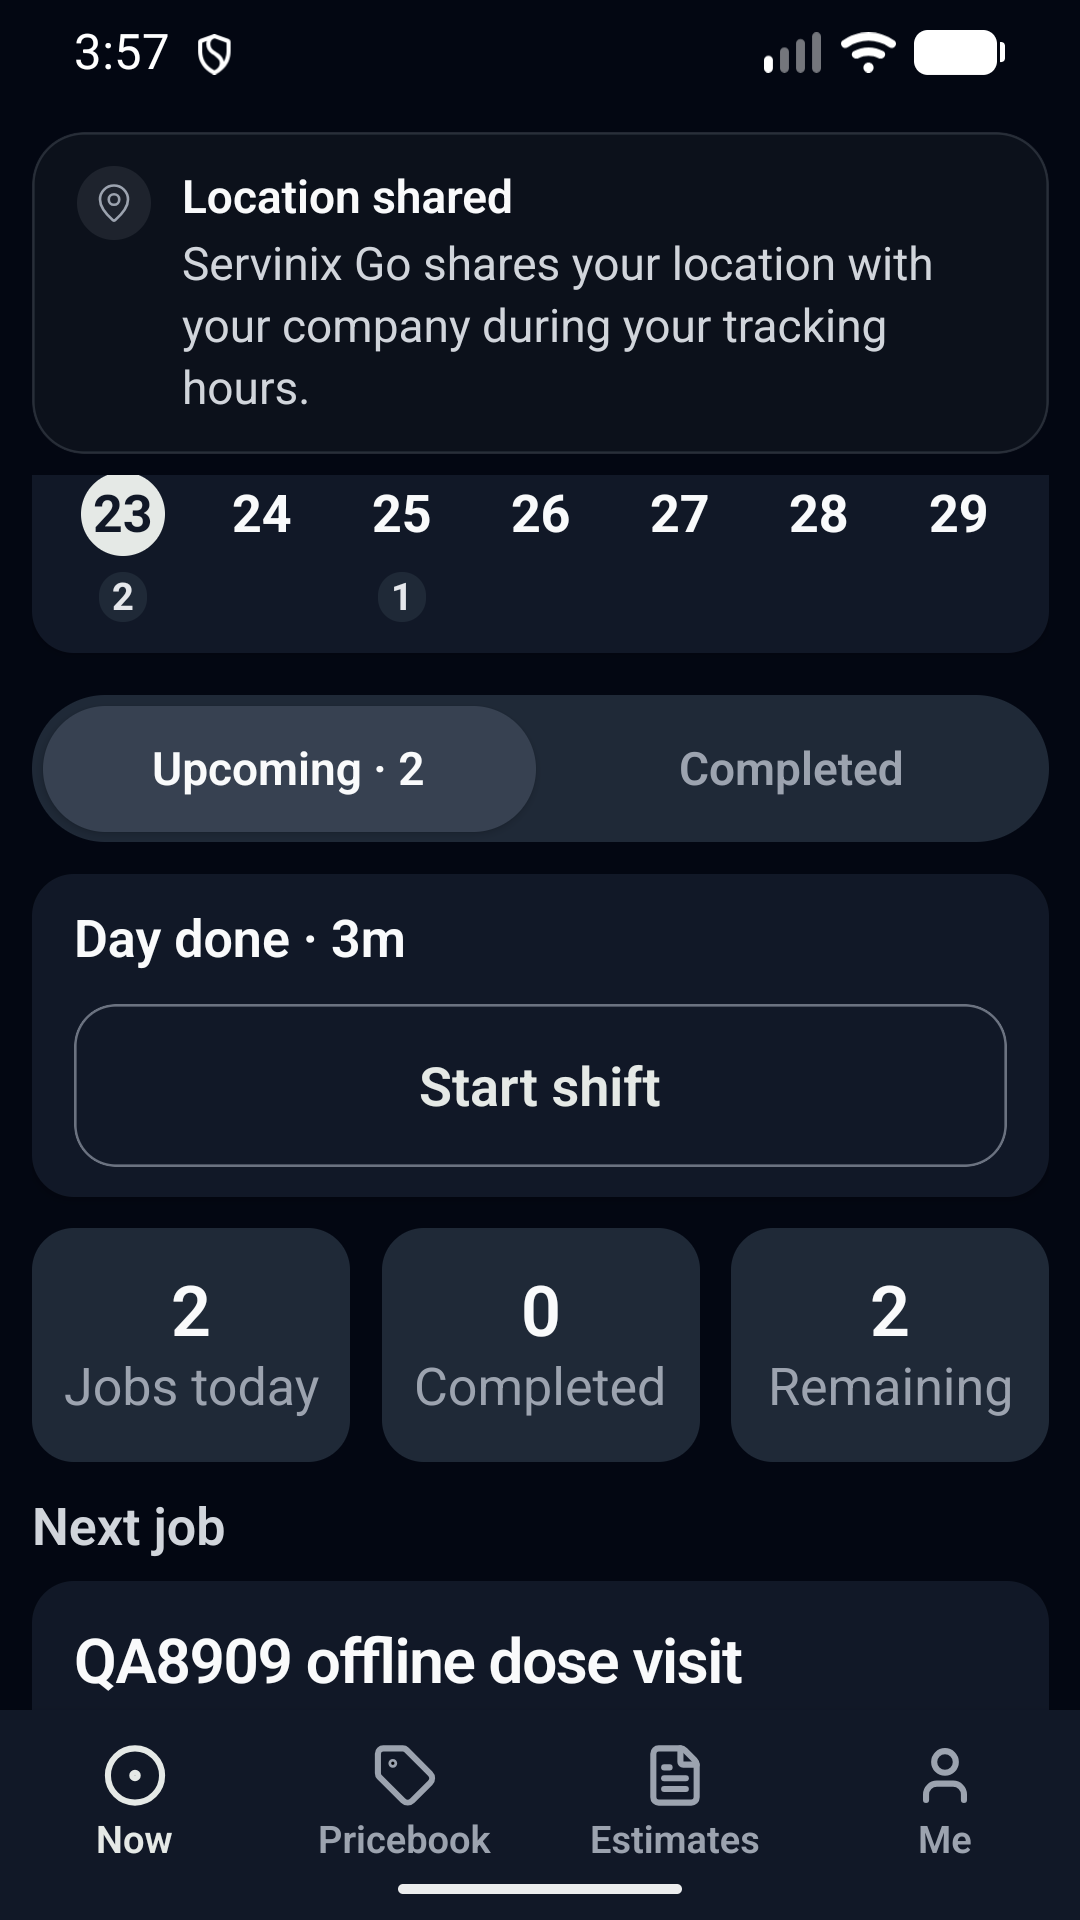 3:57
Location shared
Servinix Go shares your location with
your company during your tracking
hours.
23 24 25 26 27 28 29
2 1
Upcoming · 2 Completed
Day done · 3m
Start shift
2 0 2
Jobs today Completed Remaining
Next job
QA8909 offline dose visit
Now Pricebook Estimates Me